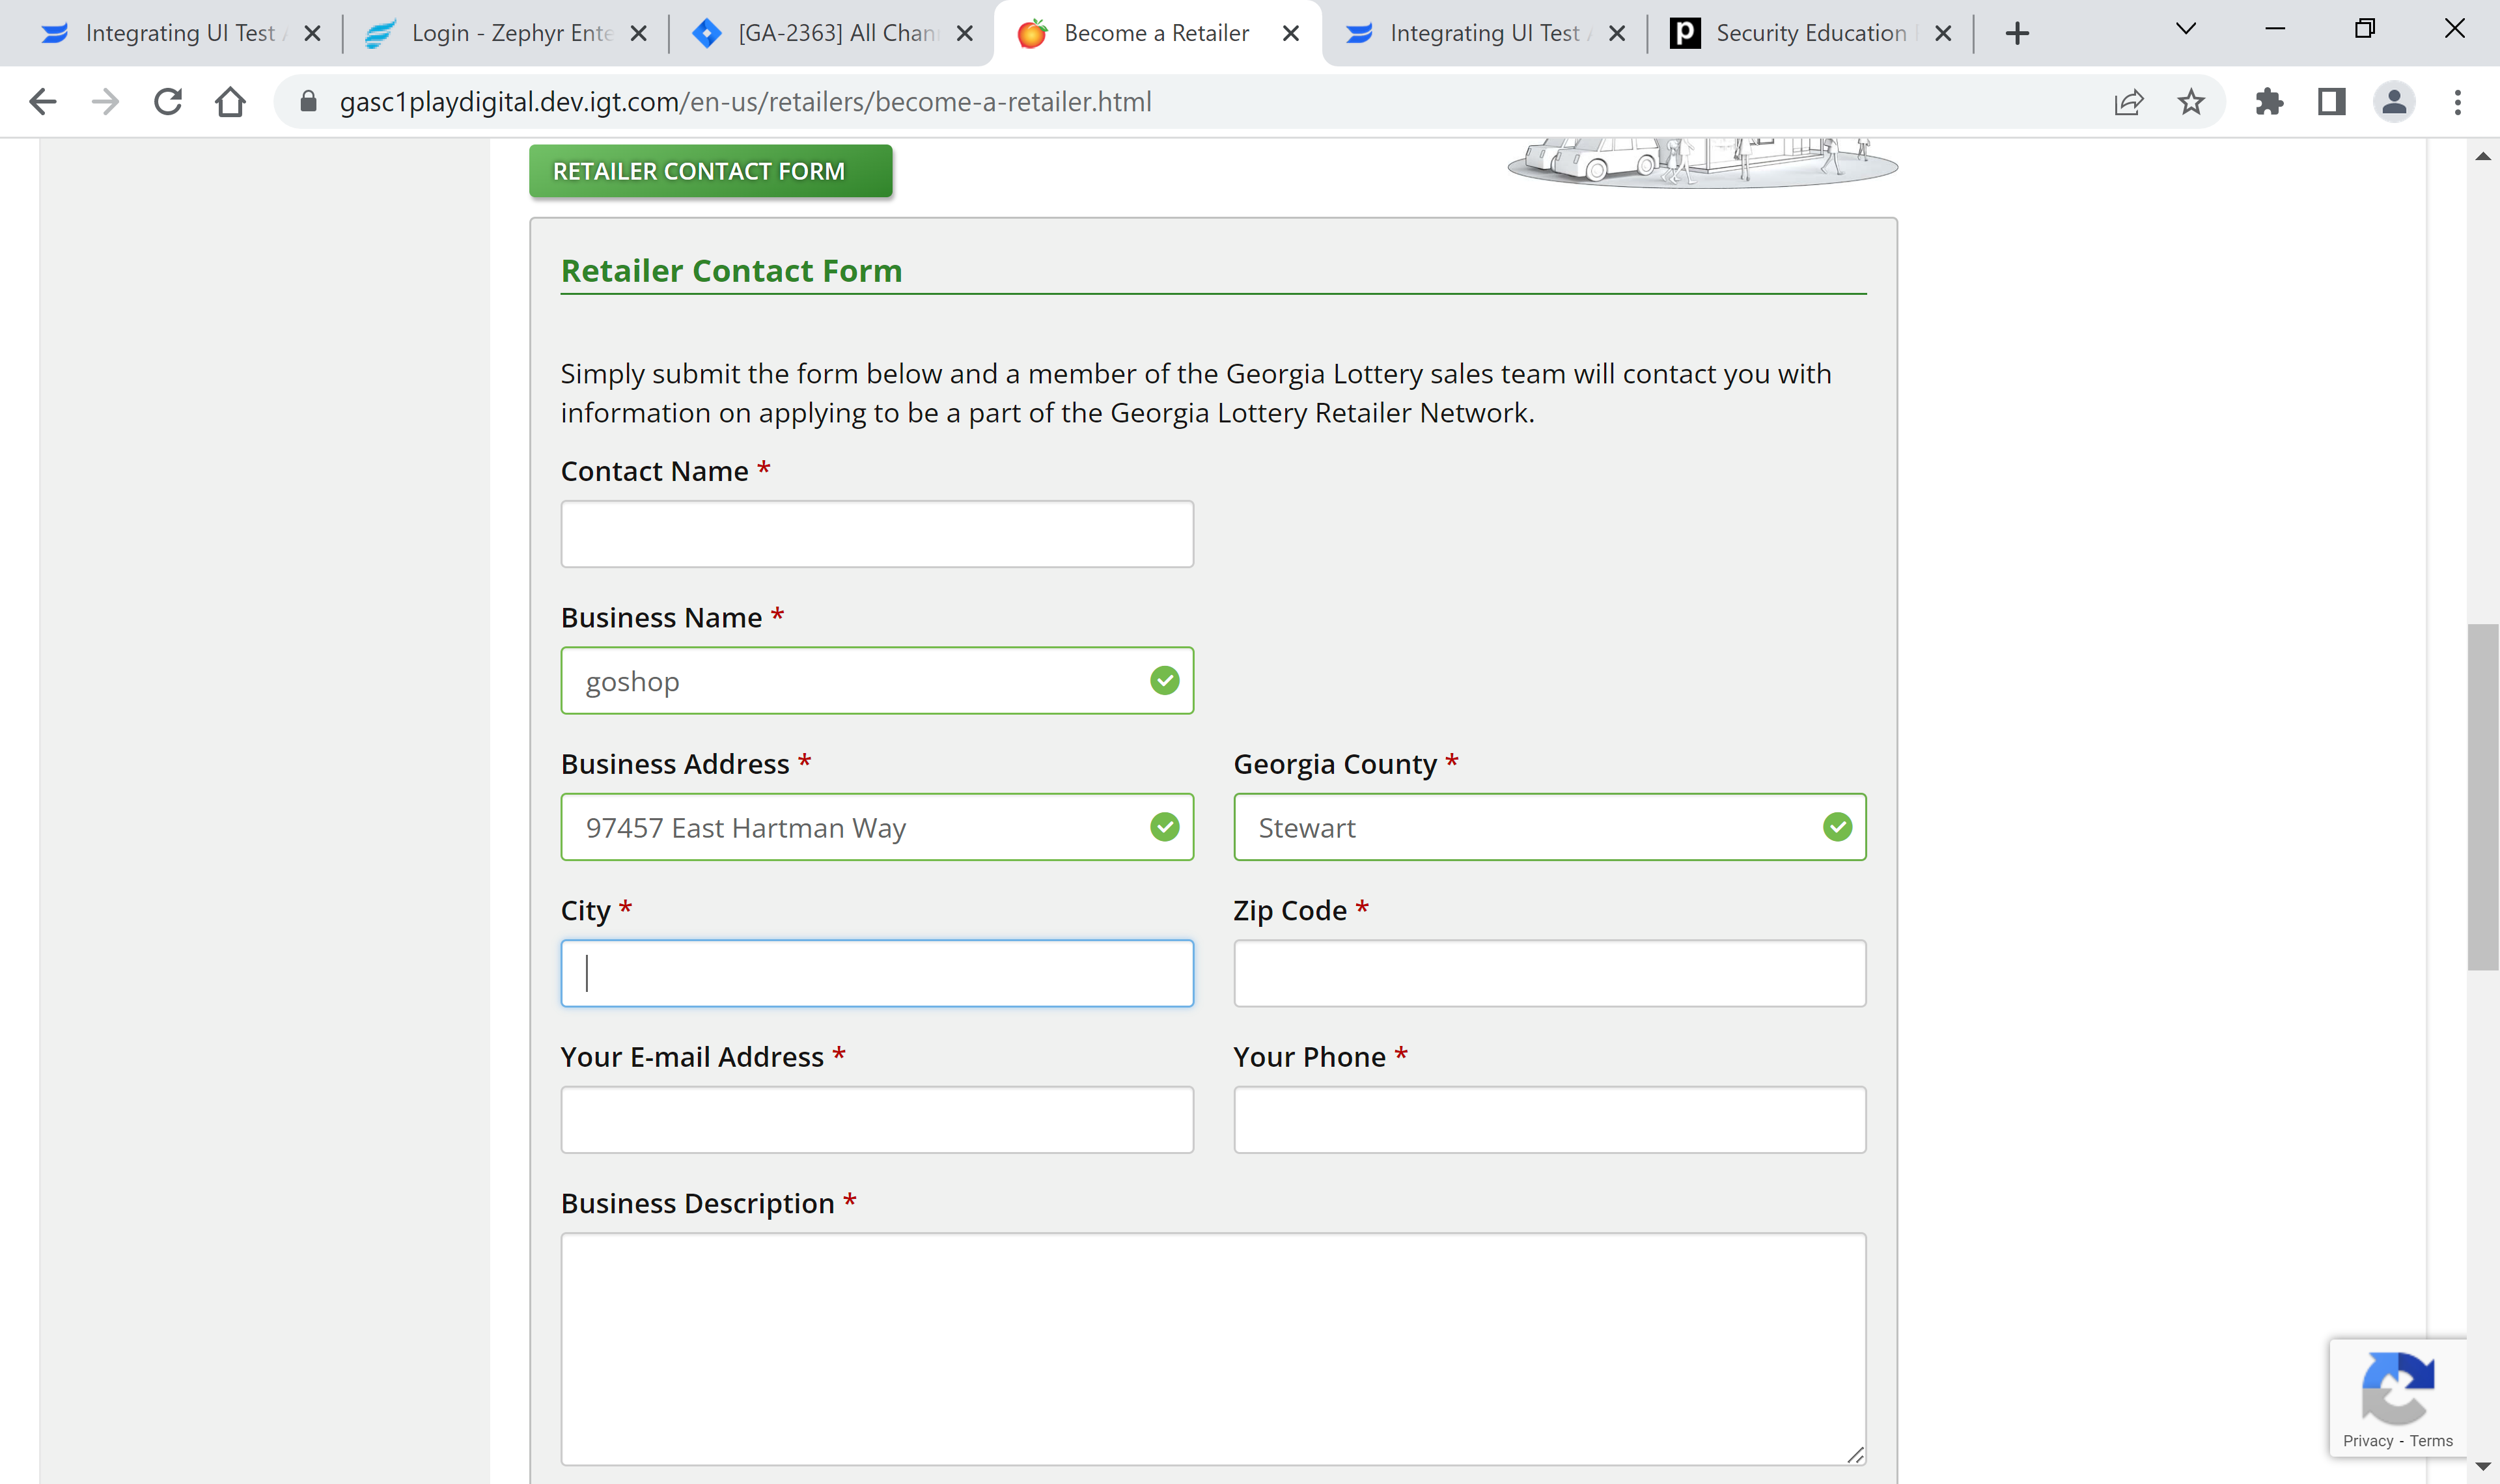 Integrating UI Test
Login - Zephyr Ente
[GA-2363] All Chan
Become a Retailer
Integrating UI Test
Security Education
gasc1playdigital.dev.igt.com/en-us/retailers/become-a-retailer.html
RETAILER CONTACT FORM
Retailer Contact Form
Simply submit the form below and a member of the Georgia Lottery sales team will contact you with
information on applying to be a part of the Georgia Lottery Retailer Network.
Contact Name *
Business Name *
goshop
Business Address * Georgia County *
97457 East Hartman Way Stewart
City * Zip Code *
Your E-mail Address * Your Phone *
Business Description *
Privacy - Terms